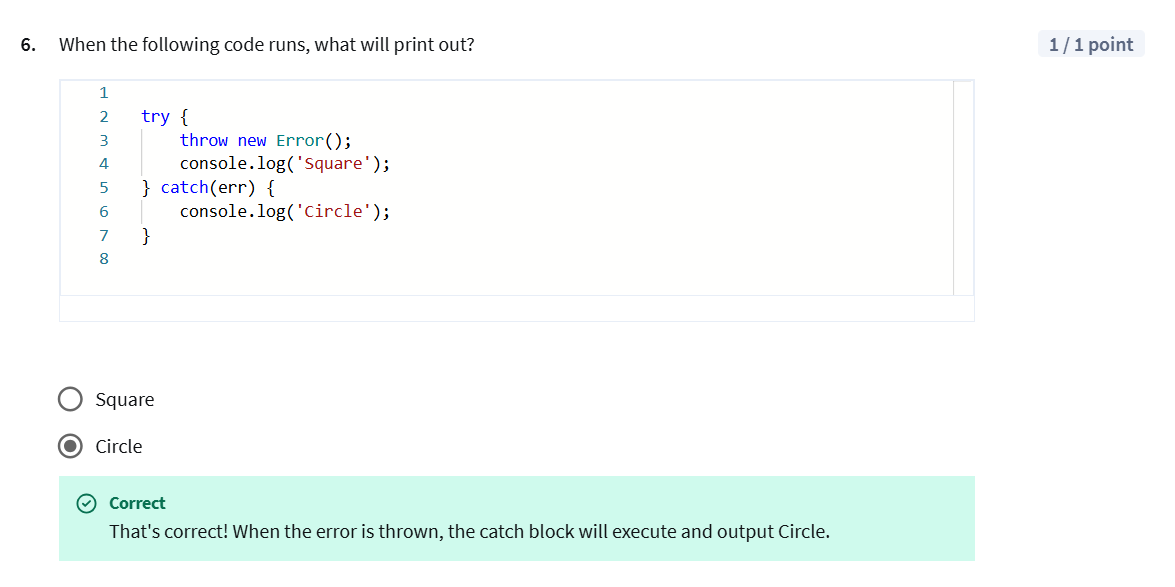 6. When the following code runs, what will print out?
1 / 1 point
1
2 try {
3     throw new Error();
4     console.log('Square');
5 } catch(err) {
6     console.log('Circle');
7 }
8
Square
Circle
Correct
That's correct! When the error is thrown, the catch block will execute and output Circle.